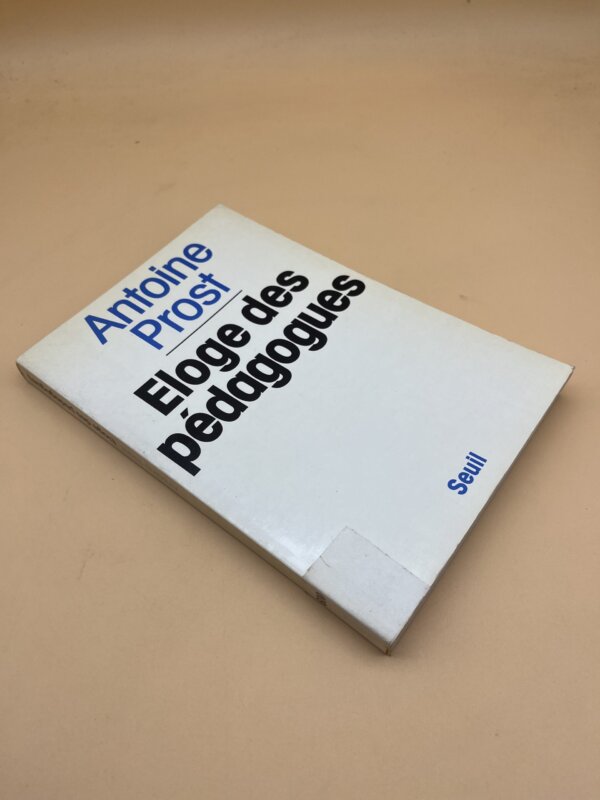 Antoine
Prost
Eloge des
pédagogues
Seuil